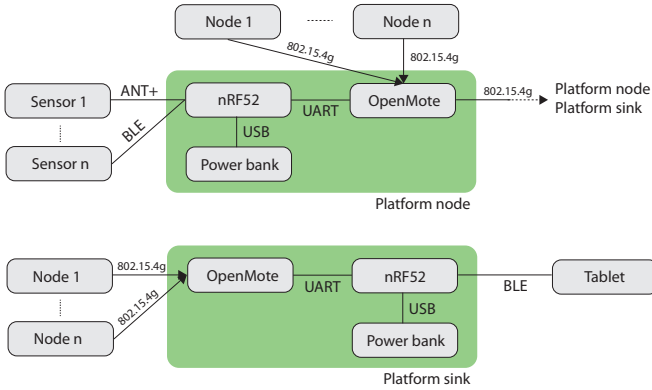 Node 1
Node n
802.15.4g
802.15.4g
Sensor 1
ANT+
nRF52
UART
OpenMote
802.15.4g
Platform node
Platform sink
BLE
USB
Sensor n
Power bank
Platform node
Node 1
802.15.4g
OpenMote
UART
nRF52
BLE
Tablet
802.15.4g
USB
Node n
Power bank
Platform sink